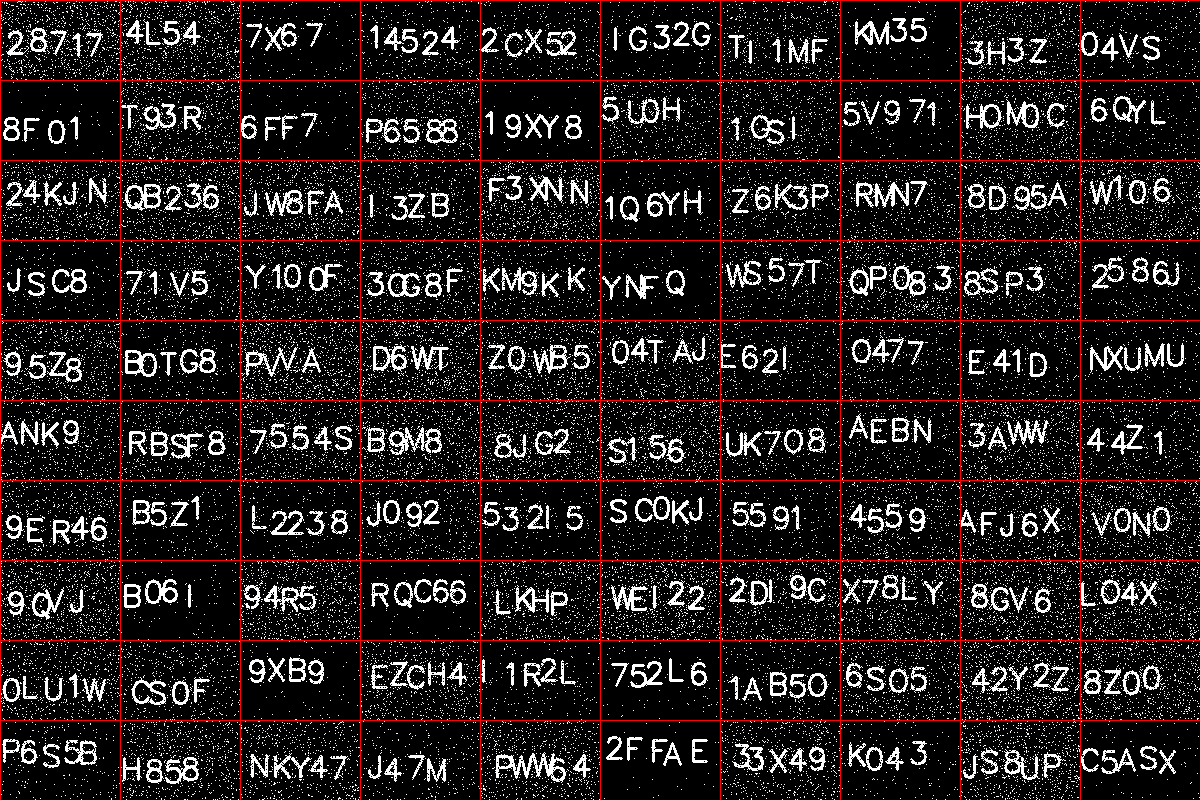 28717 4L54 7X67 14524 2CX52 IG32G TI1MF KM35 3H3Z 04VS
8F01 T93R 6FF7 P6588 19XY8 5U0H 1GSI 5V971 H0M0C 6QYL
24KJN QB236 JW8FA I3ZB F3XNN 1Q6YH Z6K3P RMN7 8D95A W106
JSC8 71V5 Y100F 3CG8F KM9KK YNFQ WS57T QP083 8SP3 2586J
95Z8 B0TG8 PVVA D6WT Z0WB5 04TAJ E62I 0477 E41D NXUMU
ANK9 RBSF8 7554S B9M8 8JG2 S156 UK708 AEBN 3AWW 44Z1
9ER46 B5Z1 L2238 J092 532I5 SC0KJ 5591 4559 AFJ6X V0N0
9QVJ B06I 94R5 RQC66 LKHP WEI22 2DI9C X78LY 8GV6 L04X
0LU1W CS0F 9XB9 EZCH4 I1R2L 752L6 1AB50 6S05 42Y2Z 8Z00
P6S5B H858 NKY47 J47M PWW64 2FFAE 33X49 K043 JS8UP C5ASX